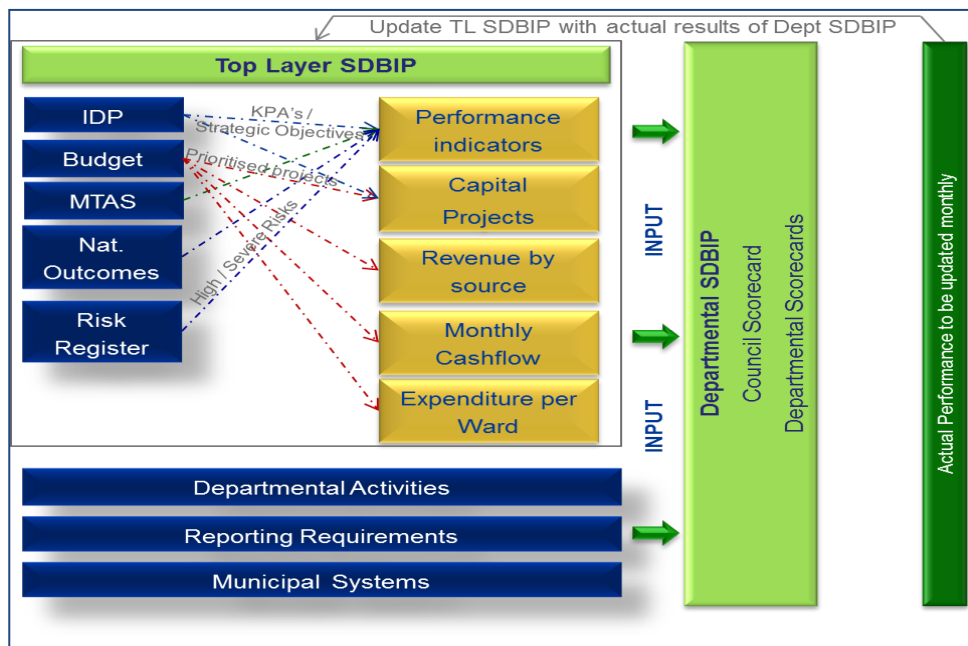 Update TL SDBIP with actual results of Dept SDBIP
Top Layer SDBIP
IDP
Budget
MTAS
Nat.
Outcomes
Risk
Register
KPA's /
Strategic Objectives
Prioritised projects
High / Severe Risks
Performance
indicators
Capital
Projects
Revenue by
source
Monthly
Cashflow
Expenditure per
Ward
INPUT
INPUT
Departmental SDBIP
Council Scorecard
Departmental Scorecards
Actual Performance to be updated monthly
Departmental Activities
Reporting Requirements
Municipal Systems